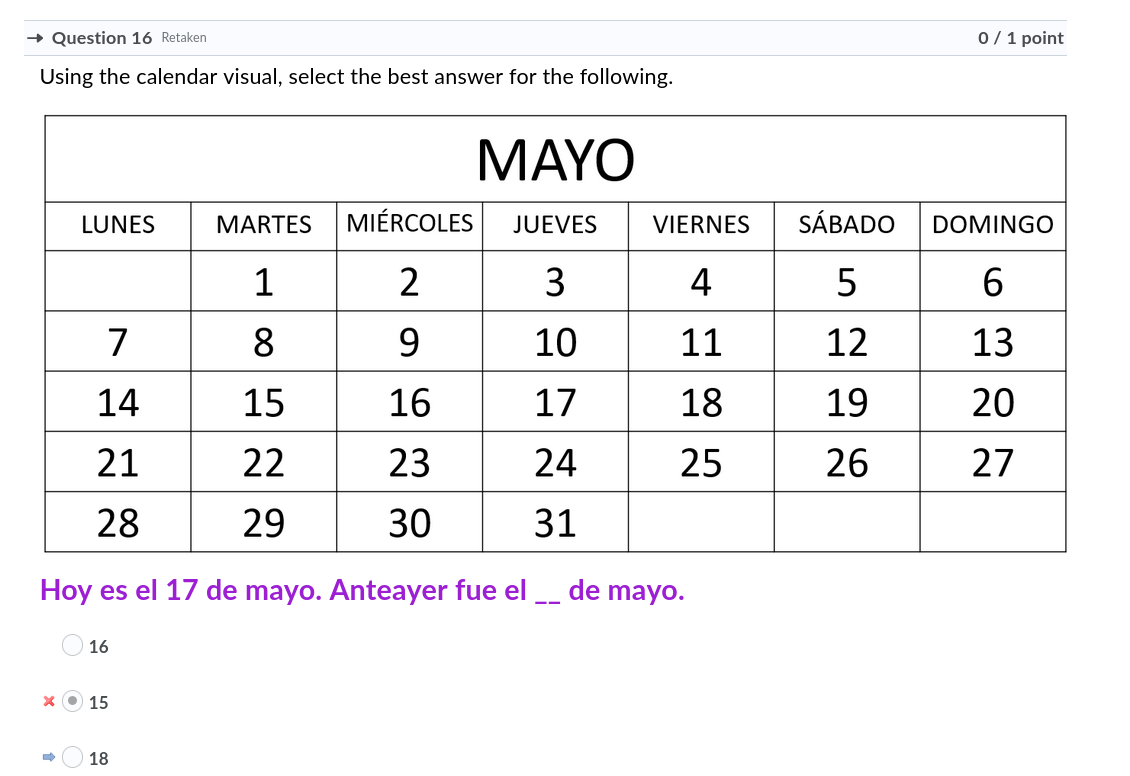 Question 16 Retaken 0 / 1 point
Using the calendar visual, select the best answer for the following.
MAYO
LUNES MARTES MIÉRCOLES JUEVES VIERNES SÁBADO DOMINGO
1 2 3 4 5 6
7 8 9 10 11 12 13
14 15 16 17 18 19 20
21 22 23 24 25 26 27
28 29 30 31
Hoy es el 17 de mayo. Anteayer fue el __ de mayo.
16
15
18